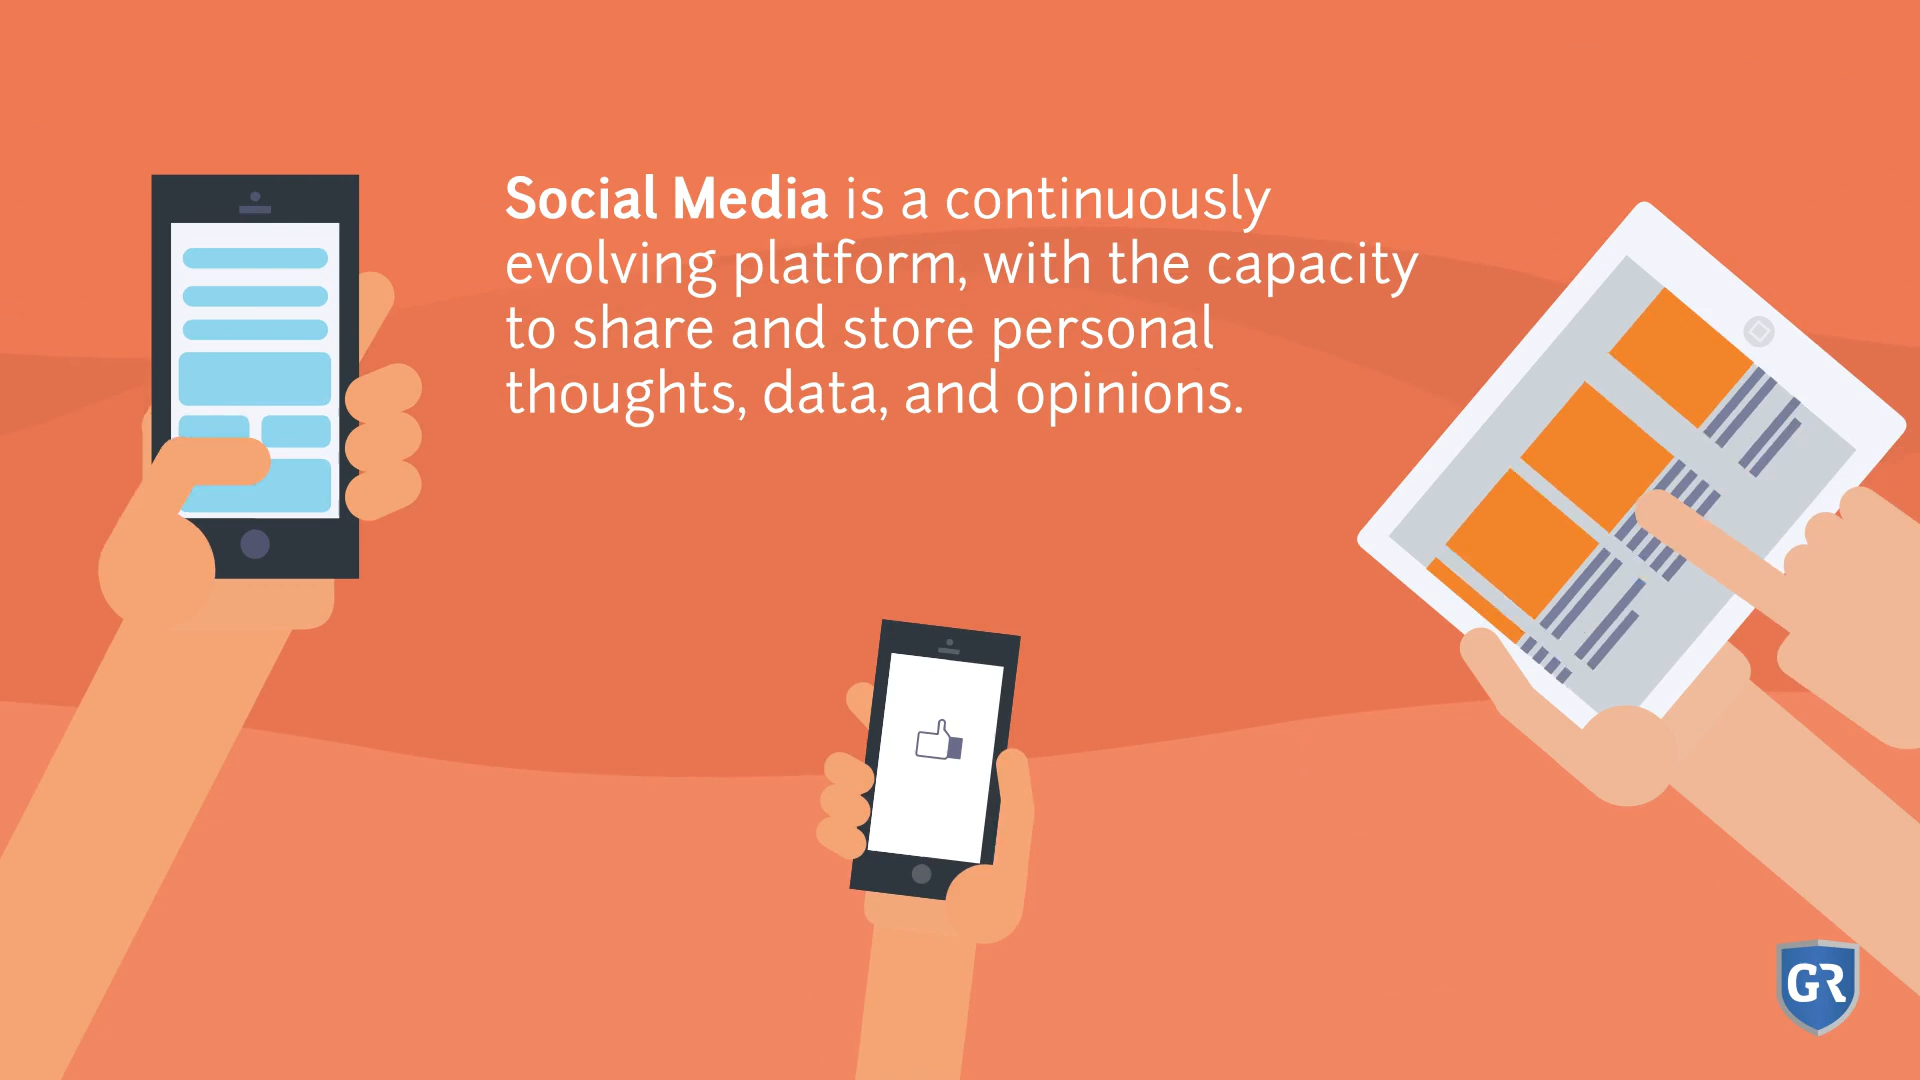 Social Media is a continuously
evolving platform, with the capacity
to share and store personal
thoughts, data, and opinions.
GR